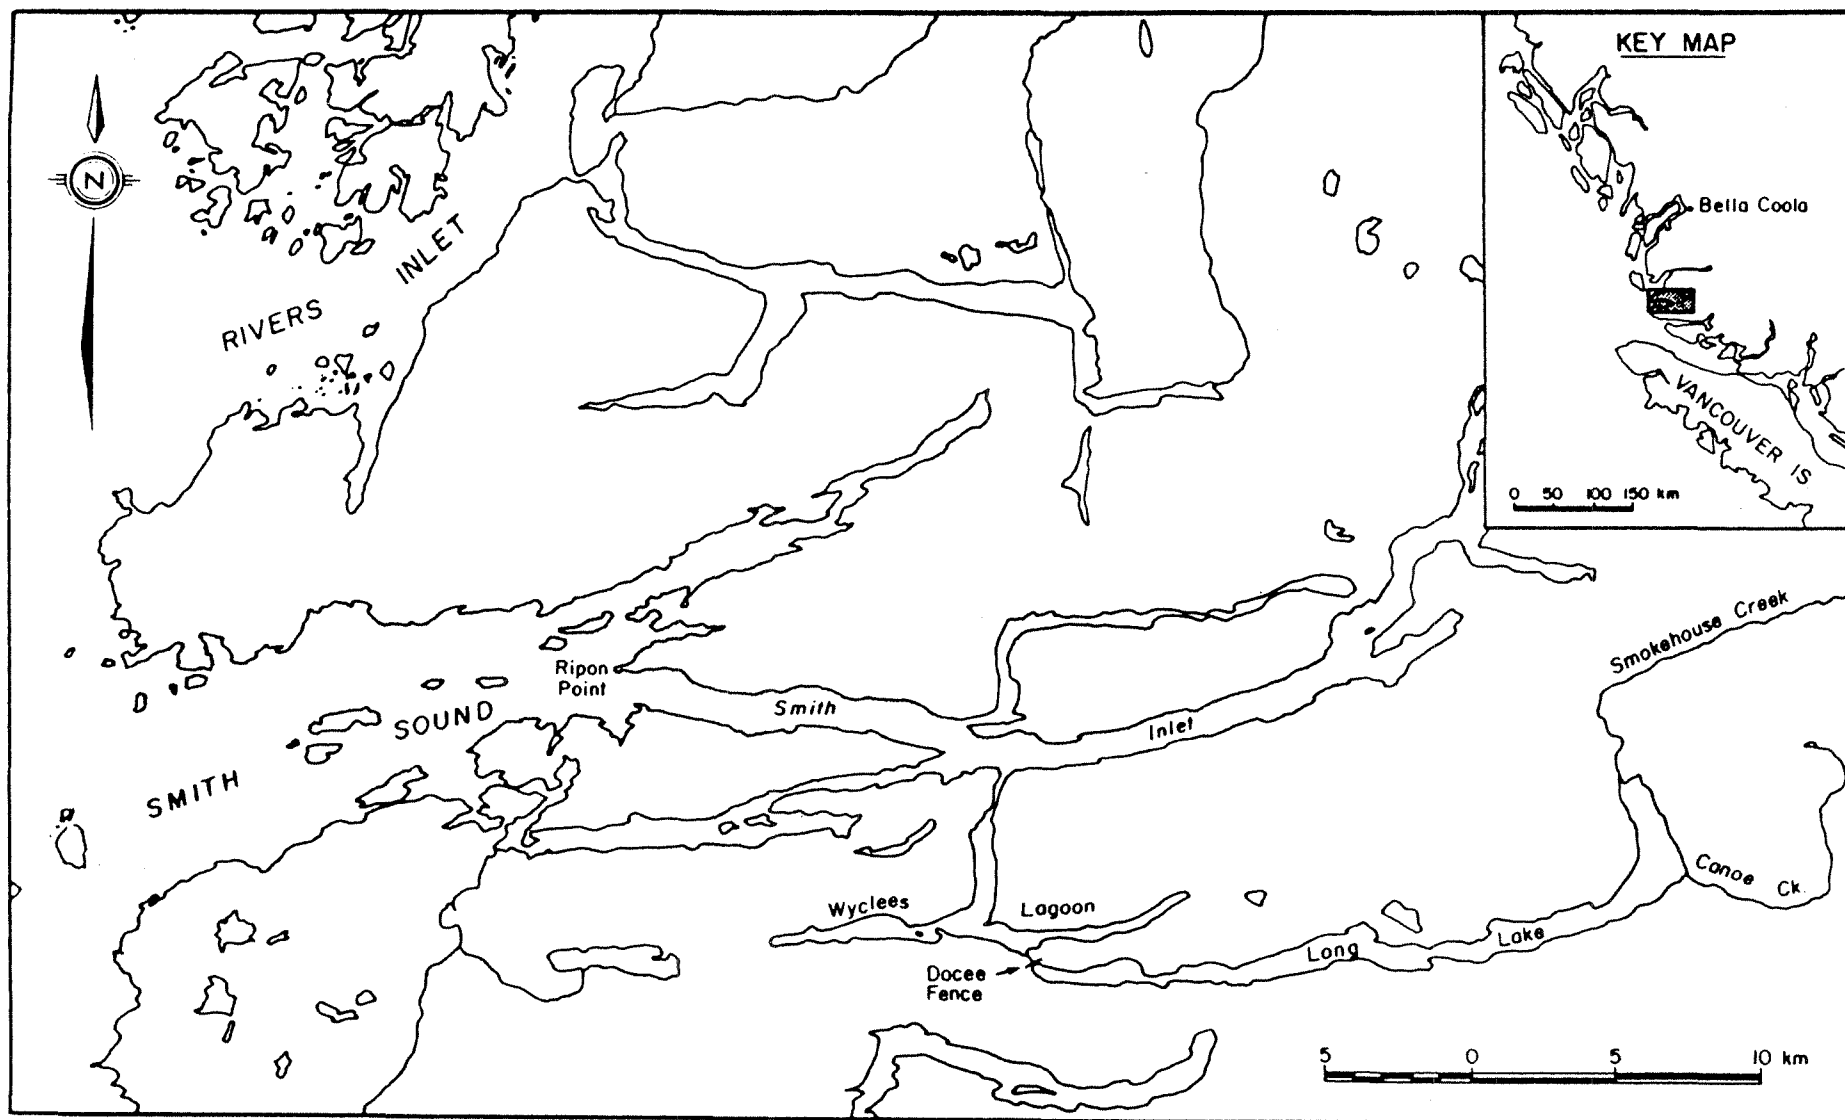 KEY MAP
N
Bella Coola
RIVERS INLET
VANCOUVER IS
0 50 100 150 km
Smokehouse Creek
Ripon
Point
Smith Inlet
SMITH SOUND
Canoe Ck.
Wyclees Lagoon
Long Lake
Docee
Fence
5 0 5 10 km